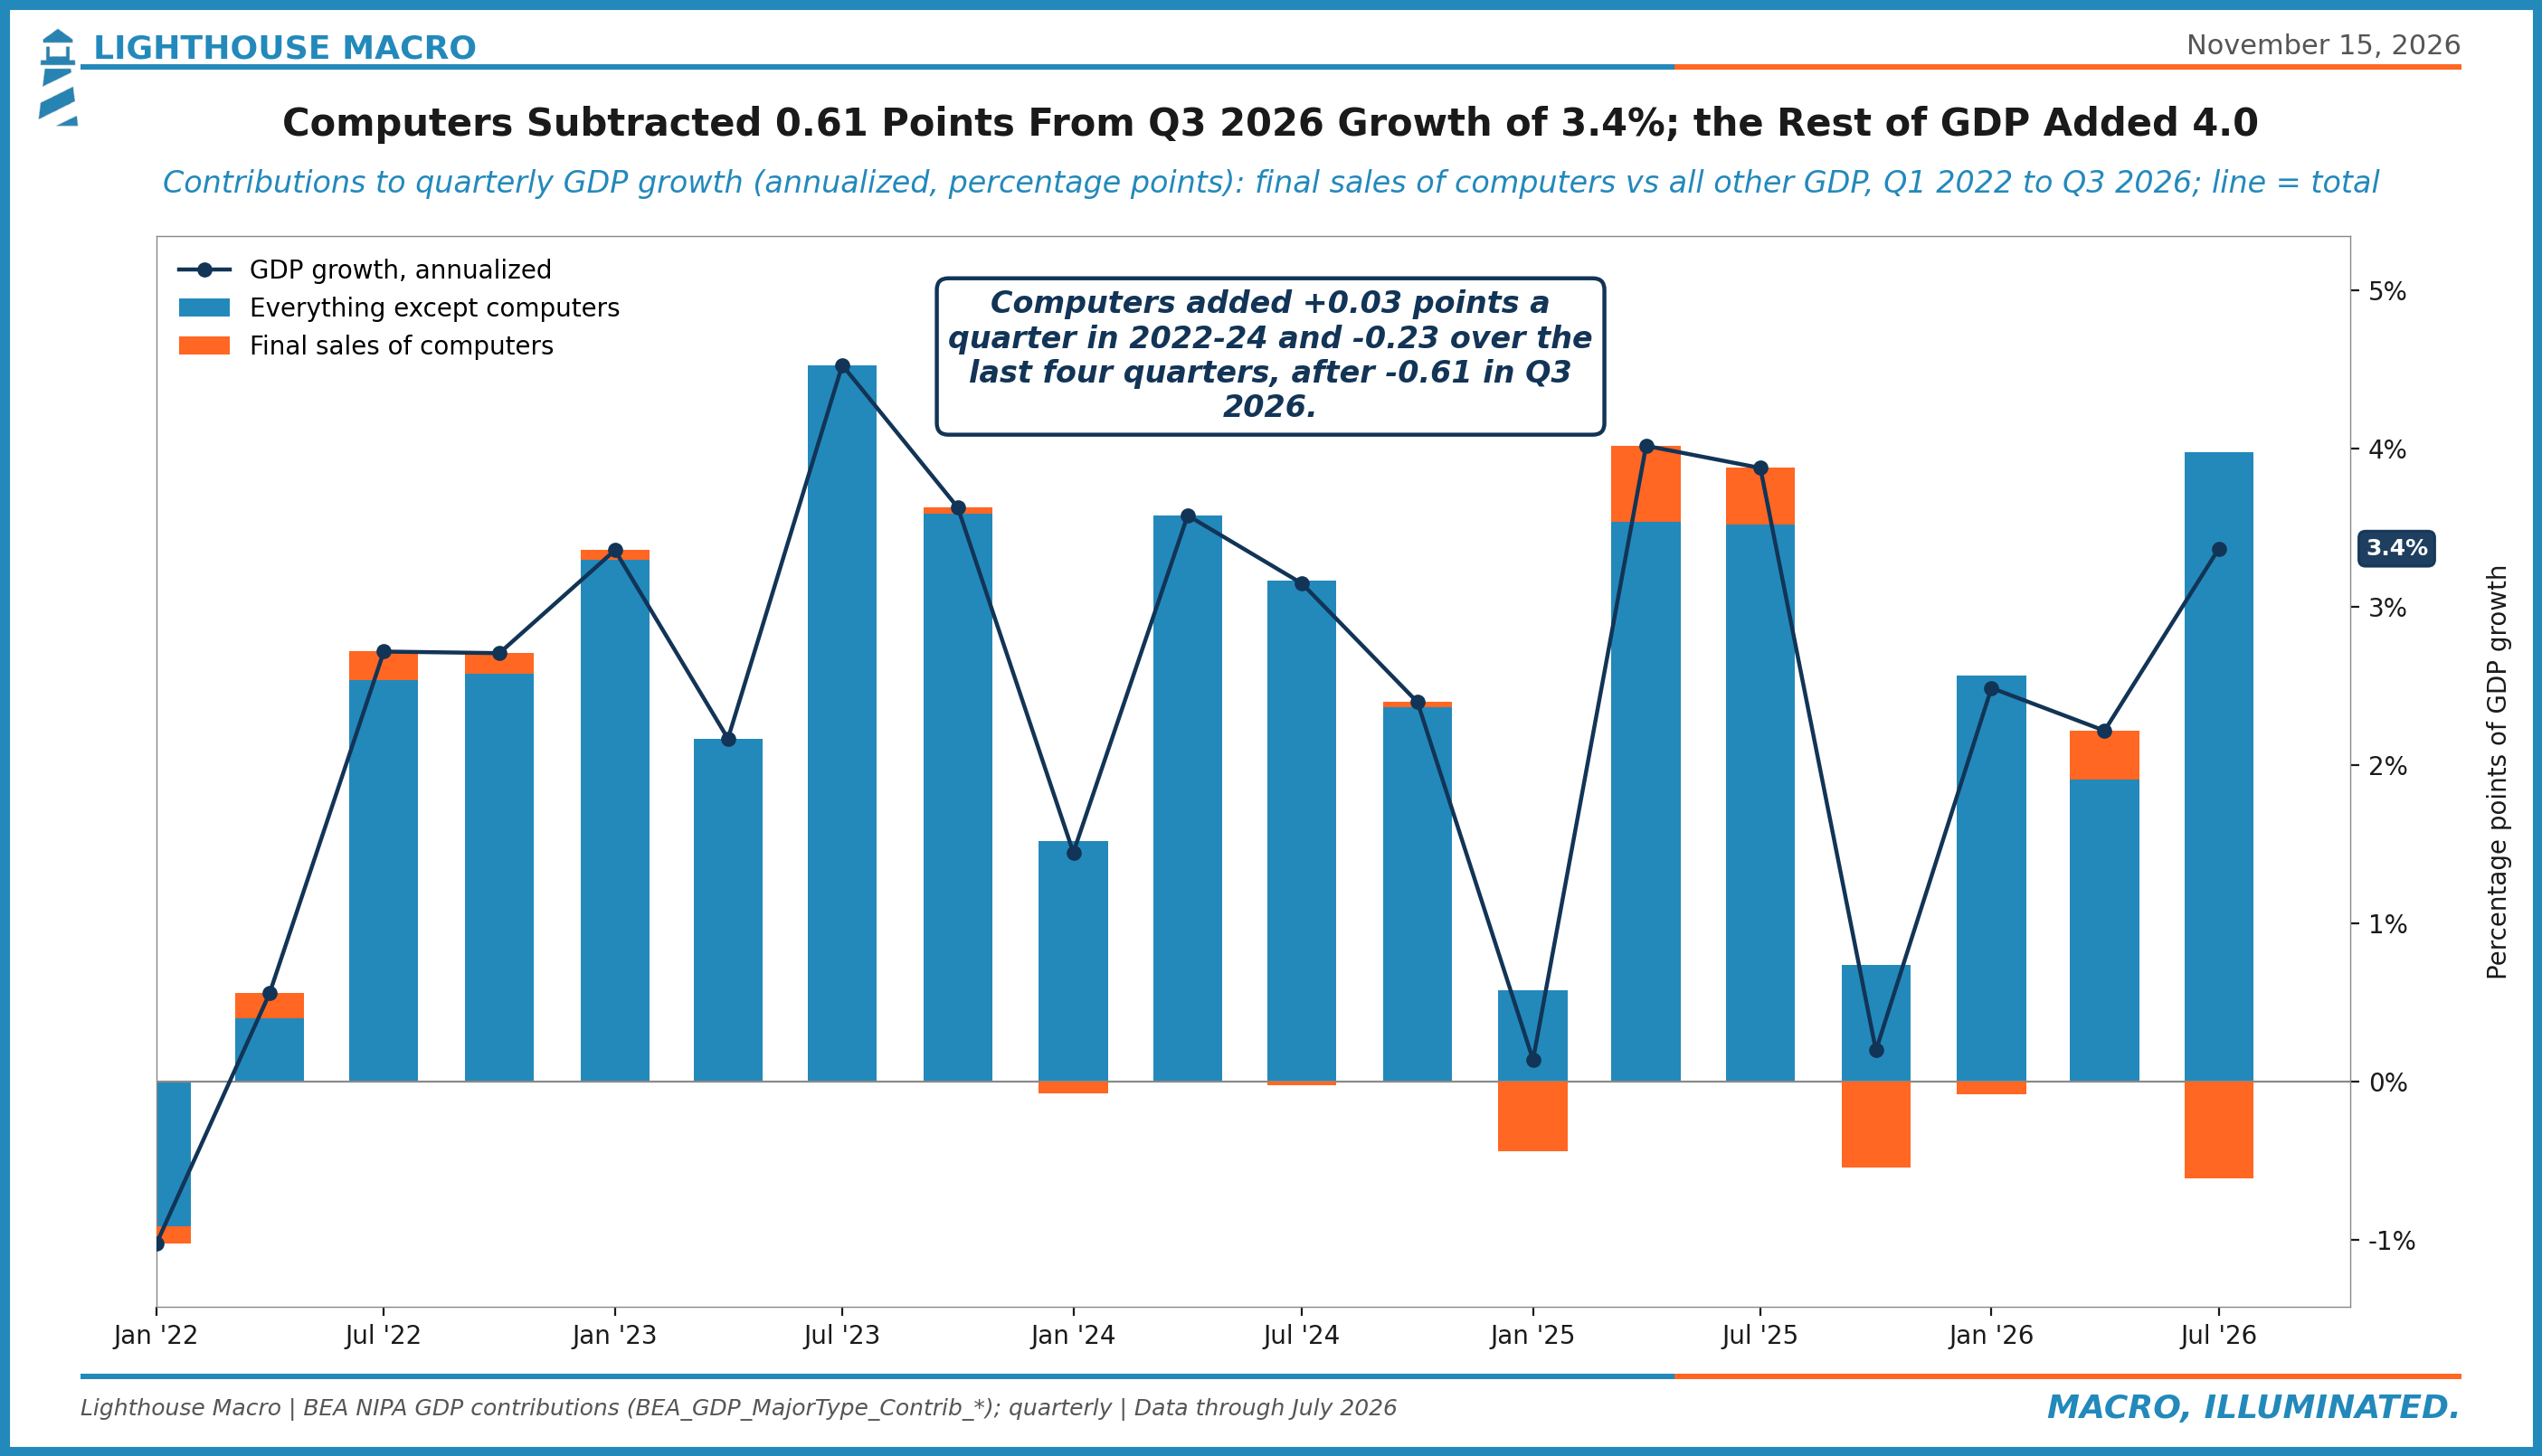 LIGHTHOUSE MACRO
November 15, 2026
Computers Subtracted 0.61 Points From Q3 2026 Growth of 3.4%; the Rest of GDP Added 4.0
Contributions to quarterly GDP growth (annualized, percentage points): final sales of computers vs all other GDP, Q1 2022 to Q3 2026; line = total
GDP growth, annualized
Everything except computers
Final sales of computers
Computers added +0.03 points a
quarter in 2022-24 and -0.23 over the
last four quarters, after -0.61 in Q3
2026.
5%
4%
3.4%
3%
2%
1%
0%
-1%
Percentage points of GDP growth
Jan '22
Jul '22
Jan '23
Jul '23
Jan '24
Jul '24
Jan '25
Jul '25
Jan '26
Jul '26
Lighthouse Macro | BEA NIPA GDP contributions (BEA_GDP_MajorType_Contrib_*); quarterly | Data through July 2026
MACRO, ILLUMINATED.